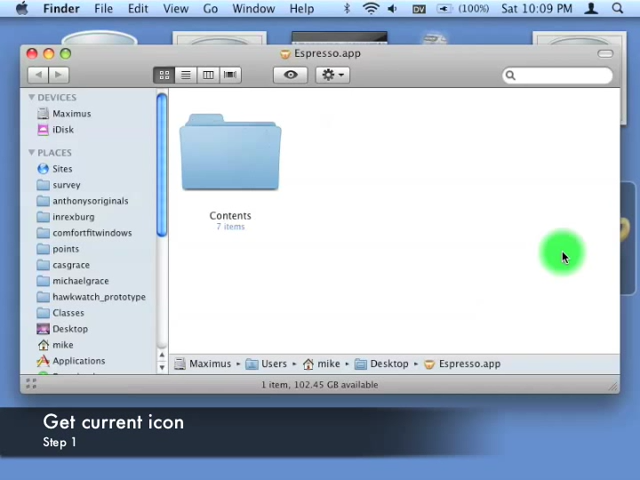 Finder File Edit View Go Window Help DV (100%) Sat 10:09 PM
Espresso.app
DEVICES
Maximus
iDisk
PLACES
Sites
survey
anthonysoriginals
inrexburg
comfortfitwindows
points
casgrace
michaelgrace
hawkwatch_prototype
Classes
Desktop
mike
Applications
Contents
7 items
Maximus Users mike Desktop Espresso.app
1 item, 102.45 GB available
Get current icon
Step 1